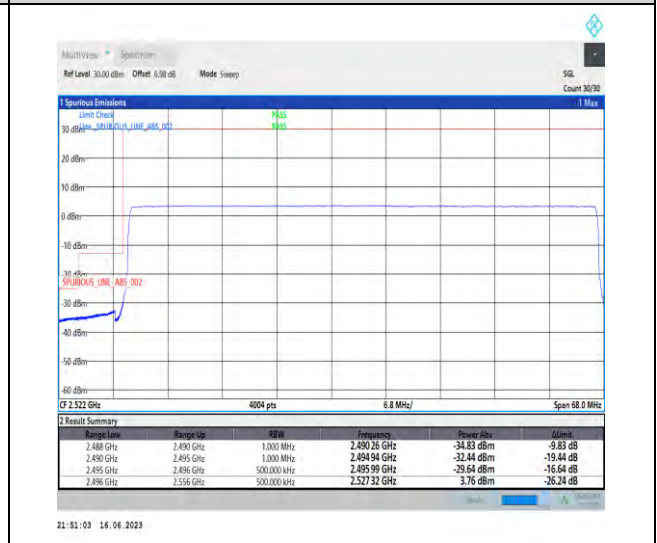 MultiView Spectrum
Ref Level 30.00 dBm Offset 6.98 dB Mode Sweep SGL
Count 30/30
1 Spurious Emissions 1 Max
Limit Check PASS
30 dBm Line _SPURIOUS_LINE_ABS_002 PASS
20 dBm
10 dBm
0 dBm
-10 dBm
-20 dBm
_SPURIOUS_LINE_ABS_002
-30 dBm
-40 dBm
-50 dBm
-60 dBm
CF 2.522 GHz 4004 pts 6.8 MHz/ Span 68.0 MHz
2 Result Summary
Range Low Range Up RBW Frequency Power Abs ΔLimit
2.488 GHz 2.490 GHz 1.000 MHz 2.490 26 GHz -34.83 dBm -9.83 dB
2.490 GHz 2.495 GHz 1.000 MHz 2.494 94 GHz -32.44 dBm -19.44 dB
2.495 GHz 2.496 GHz 500.000 kHz 2.495 99 GHz -29.64 dBm -16.64 dB
2.496 GHz 2.556 GHz 500.000 kHz 2.527 32 GHz 3.76 dBm -26.24 dB
21:51:03 16.06.2023